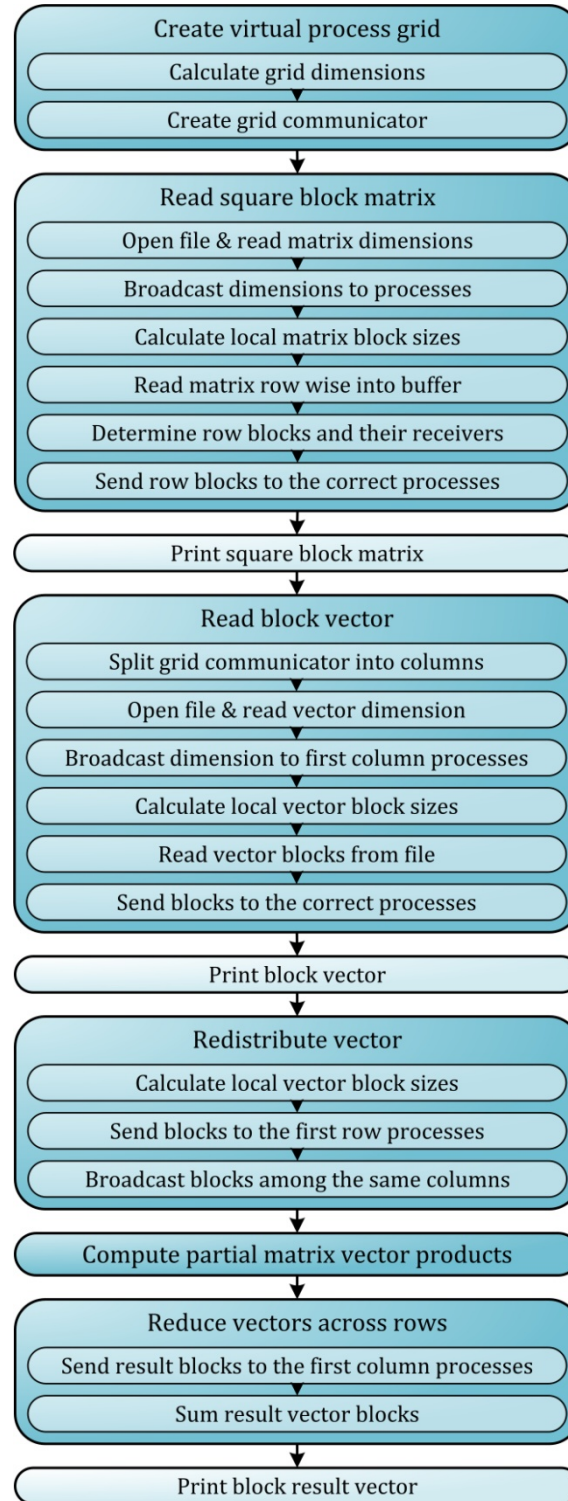 Create virtual process grid
Calculate grid dimensions
Create grid communicator
Read square block matrix
Open file & read matrix dimensions
Broadcast dimensions to processes
Calculate local matrix block sizes
Read matrix row wise into buffer
Determine row blocks and their receivers
Send row blocks to the correct processes
Print square block matrix
Read block vector
Split grid communicator into columns
Open file & read vector dimension
Broadcast dimension to first column processes
Calculate local vector block sizes
Read vector blocks from file
Send blocks to the correct processes
Print block vector
Redistribute vector
Calculate local vector block sizes
Send blocks to the first row processes
Broadcast blocks among the same columns
Compute partial matrix vector products
Reduce vectors across rows
Send result blocks to the first column processes
Sum result vector blocks
Print block result vector